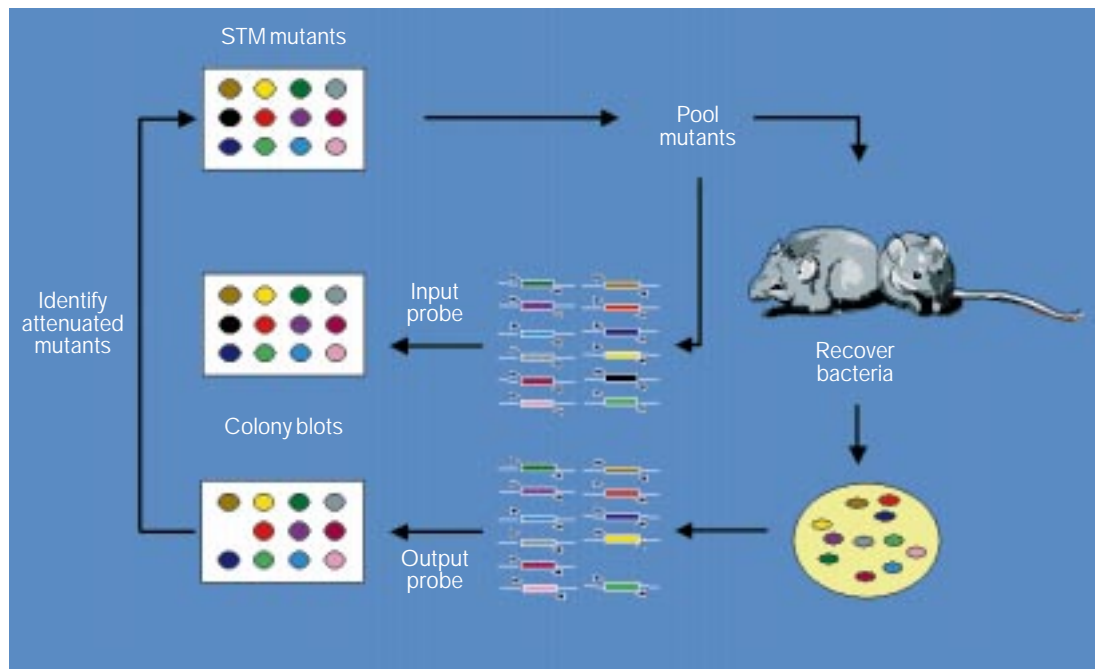 STM mutants
Pool
mutants
Identify
attenuated
mutants
Input
probe
Recover
bacteria
Colony blots
Output
probe